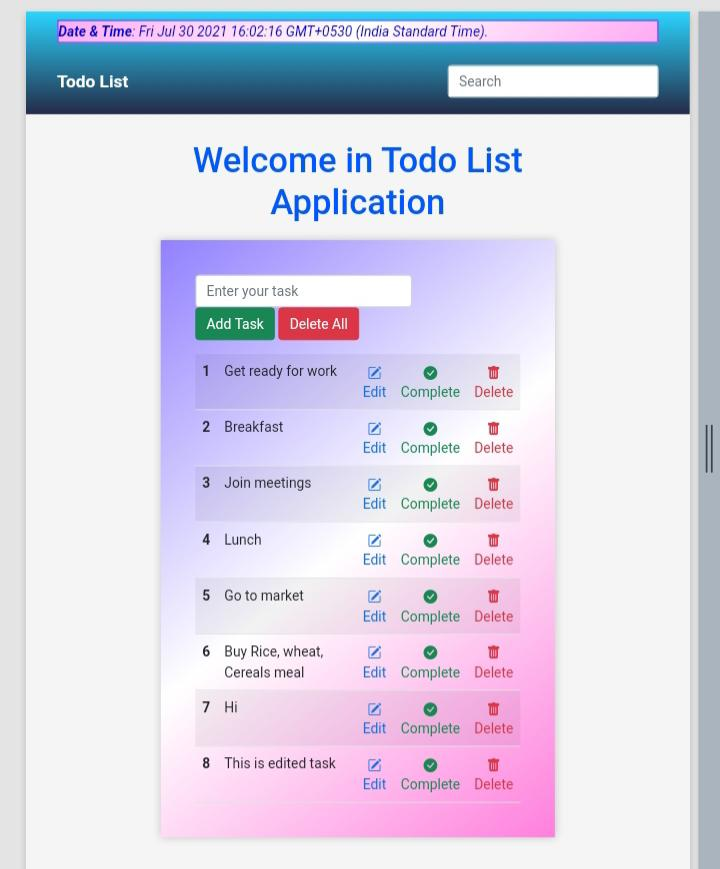 Date & Time: Fri Jul 30 2021 16:02:16 GMT+0530 (India Standard Time).
Todo List
Search
Welcome in Todo List
Application
Enter your task
Add Task Delete All
1 Get ready for work
Edit Complete Delete
2 Breakfast
Edit Complete Delete
3 Join meetings
Edit Complete Delete
4 Lunch
Edit Complete Delete
5 Go to market
Edit Complete Delete
6 Buy Rice, wheat,
Cereals meal Edit Complete Delete
7 Hi
Edit Complete Delete
8 This is edited task
Edit Complete Delete